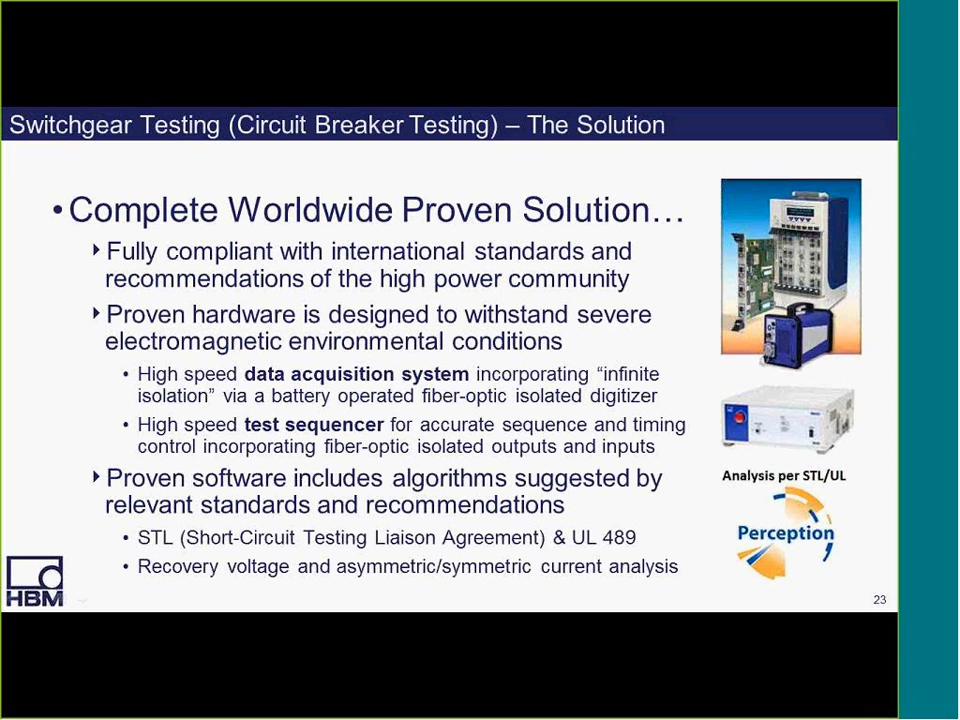 Switchgear Testing (Circuit Breaker Testing) – The Solution
• Complete Worldwide Proven Solution…
Fully compliant with international standards and
recommendations of the high power community
Proven hardware is designed to withstand severe
electromagnetic environmental conditions
• High speed data acquisition system incorporating “infinite
isolation” via a battery operated fiber-optic isolated digitizer
• High speed test sequencer for accurate sequence and timing
control incorporating fiber-optic isolated outputs and inputs
Proven software includes algorithms suggested by
relevant standards and recommendations
• STL (Short-Circuit Testing Liaison Agreement) & UL 489
• Recovery voltage and asymmetric/symmetric current analysis
Analysis per STL/UL
Perception
HBM
23